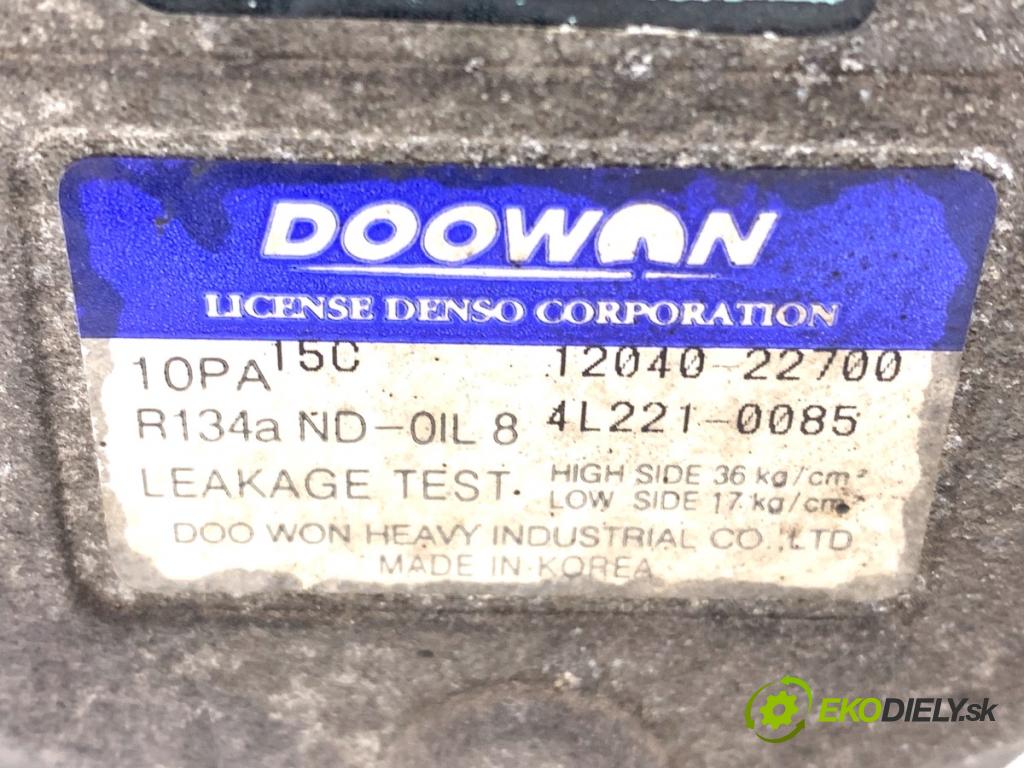 DOOWON
LICENSE DENSO CORPORATION
10PA15C 12040-22700
R134a ND-OIL 8 4L221-0085
LEAKAGE TEST. HIGH SIDE 36 kg/cm²
LOW SIDE 17 kg/cm²
DOO WON HEAVY INDUSTRIAL CO.,LTD
MADE IN KOREA
EKODIELY.sk